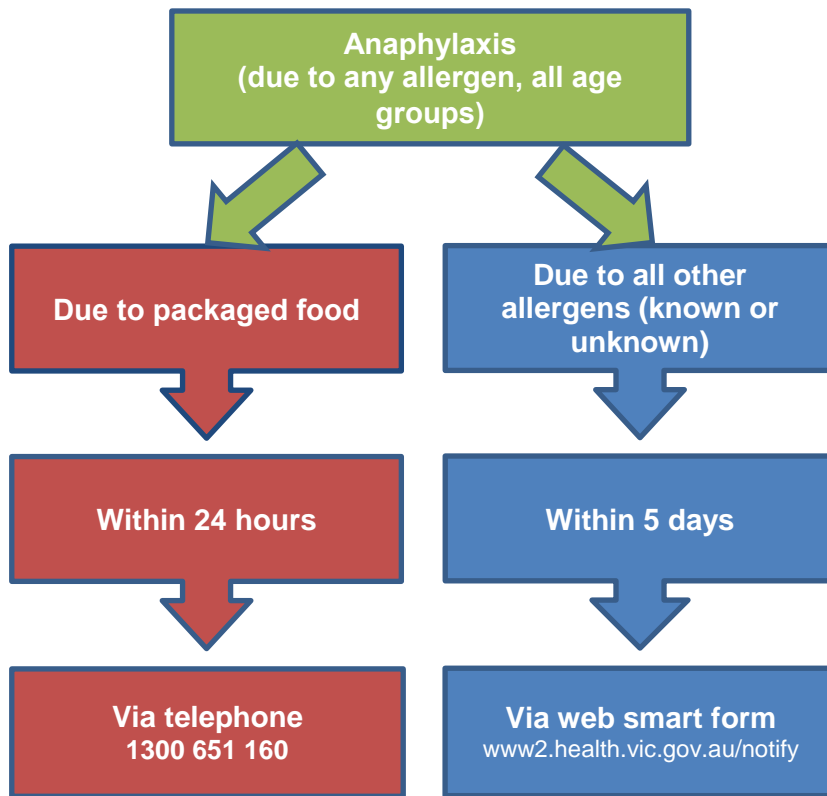 Anaphylaxis
(due to any allergen, all age
groups)
Due to packaged food
Due to all other
allergens (known or
unknown)
Within 24 hours
Within 5 days
Via telephone
1300 651 160
Via web smart form
www2.health.vic.gov.au/notify